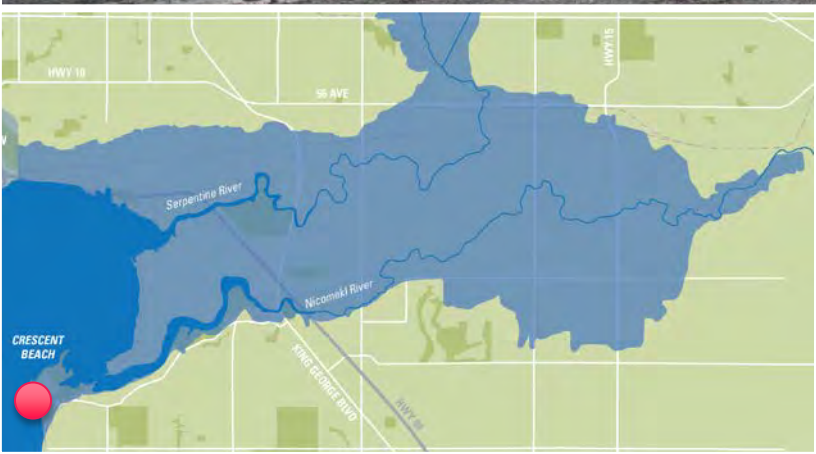 HWY 10
56 AVE
HWY 15
Serpentine River
Nicomekl River
CRESCENT
BEACH
KING GEORGE BLVD
HWY 99